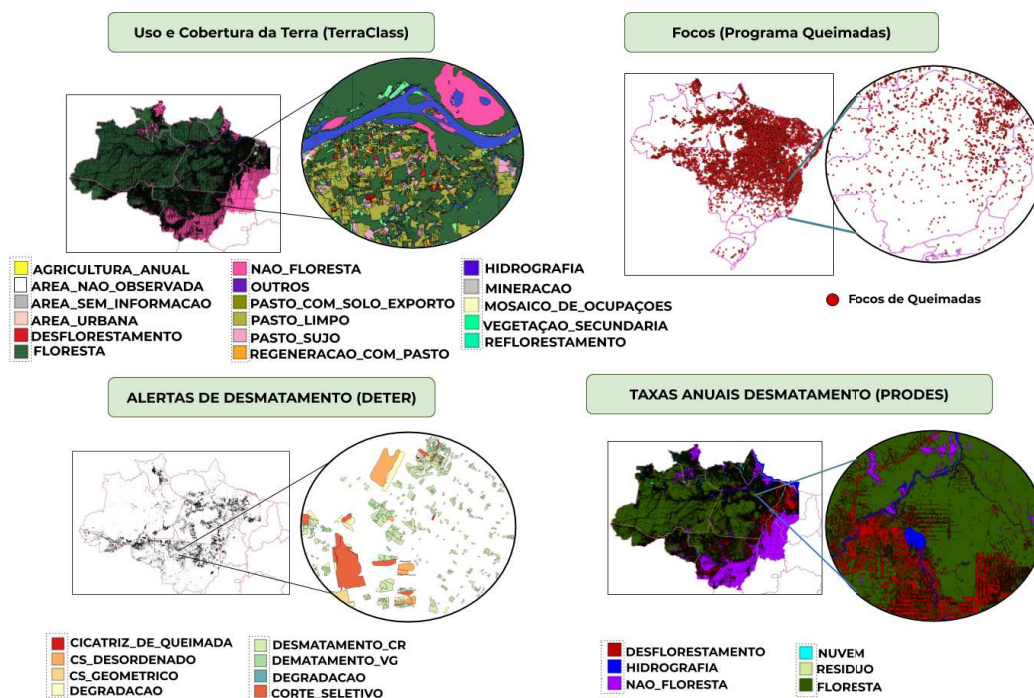 Uso e Cobertura da Terra (TerraClass)
Focos (Programa Queimadas)
AGRICULTURA_ANUAL
AREA_NAO_OBSERVADA
AREA_SEM_INFORMACAO
AREA_URBANA
DESFLORESTAMENTO
FLORESTA
NAO_FLORESTA
OUTROS
PASTO_COM_SOLO_EXPORTO
PASTO_LIMPO
PASTO_SUJO
REGENERACAO_COM_PASTO
HIDROGRAFIA
MINERACAO
MOSAICO_DE_OCUPAÇOES
VEGETAÇAO_SECUNDARIA
REFLORESTAMENTO
Focos de Queimadas
ALERTAS DE DESMATAMENTO (DETER)
TAXAS ANUAIS DESMATAMENTO (PRODES)
CICATRIZ_DE_QUEIMADA
CS_DESORDENADO
CS_GEOMETRICO
DEGRADACAO
DESMATAMENTO_CR
DEMATAMENTO_VG
DEGRADACAO
CORTE_SELETIVO
DESFLORESTAMENTO
HIDROGRAFIA
NAO_FLORESTA
NUVEM
RESIDUO
FLORESTA